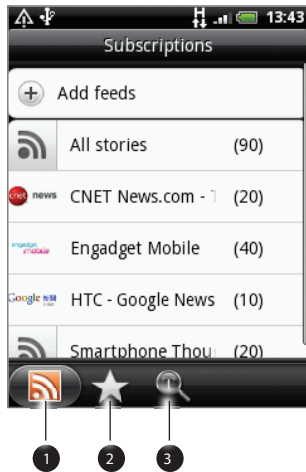 13:43
Subscriptions
Add feeds
All stories (90)
cnet news CNET News.com - (20)
engadget mobile Engadget Mobile (40)
Google HTC - Google News (10)
Smartphone Thou (20)
1 2 3